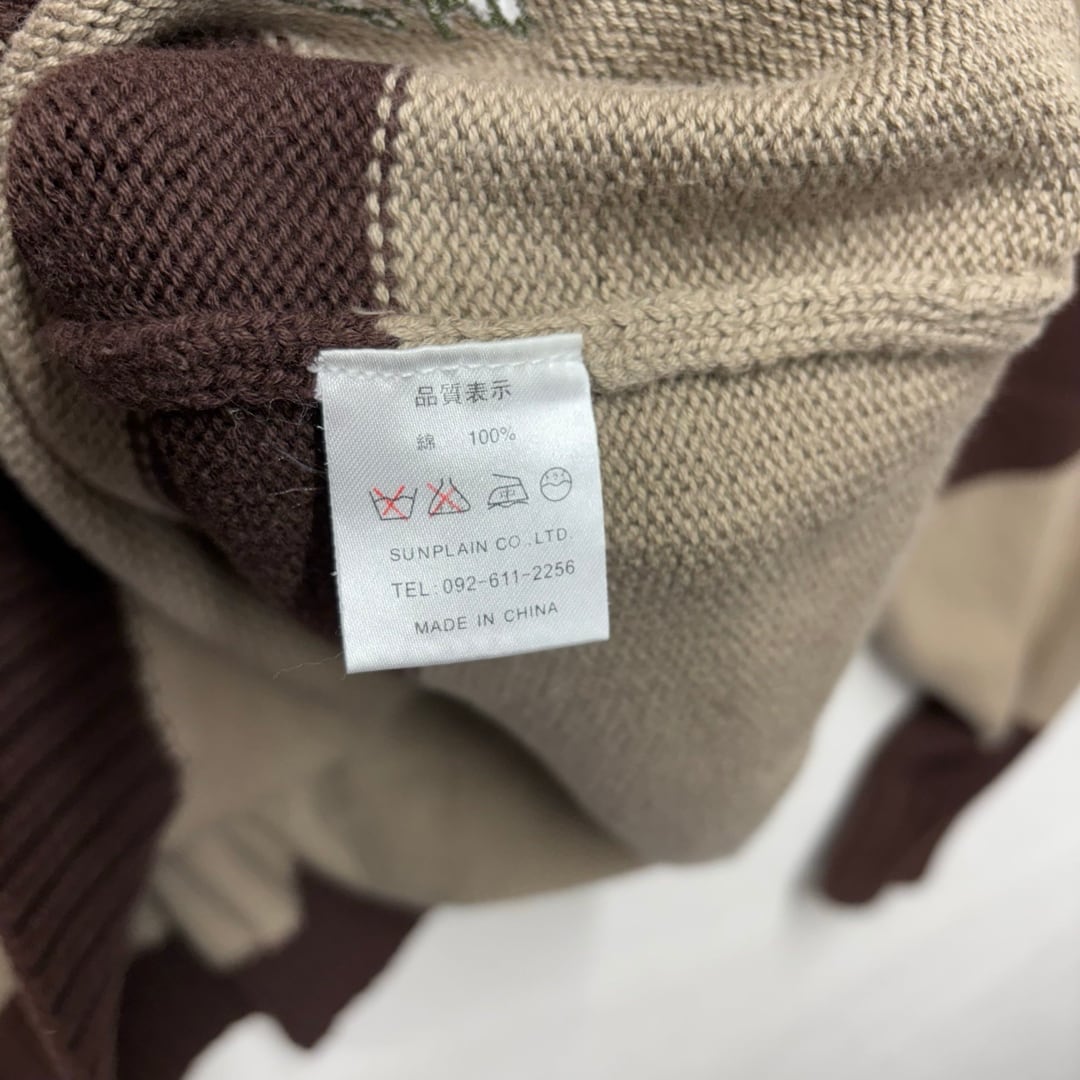 品質表示
綿 100%
SUNPLAIN CO.,LTD.
TEL:092-611-2256
MADE IN CHINA